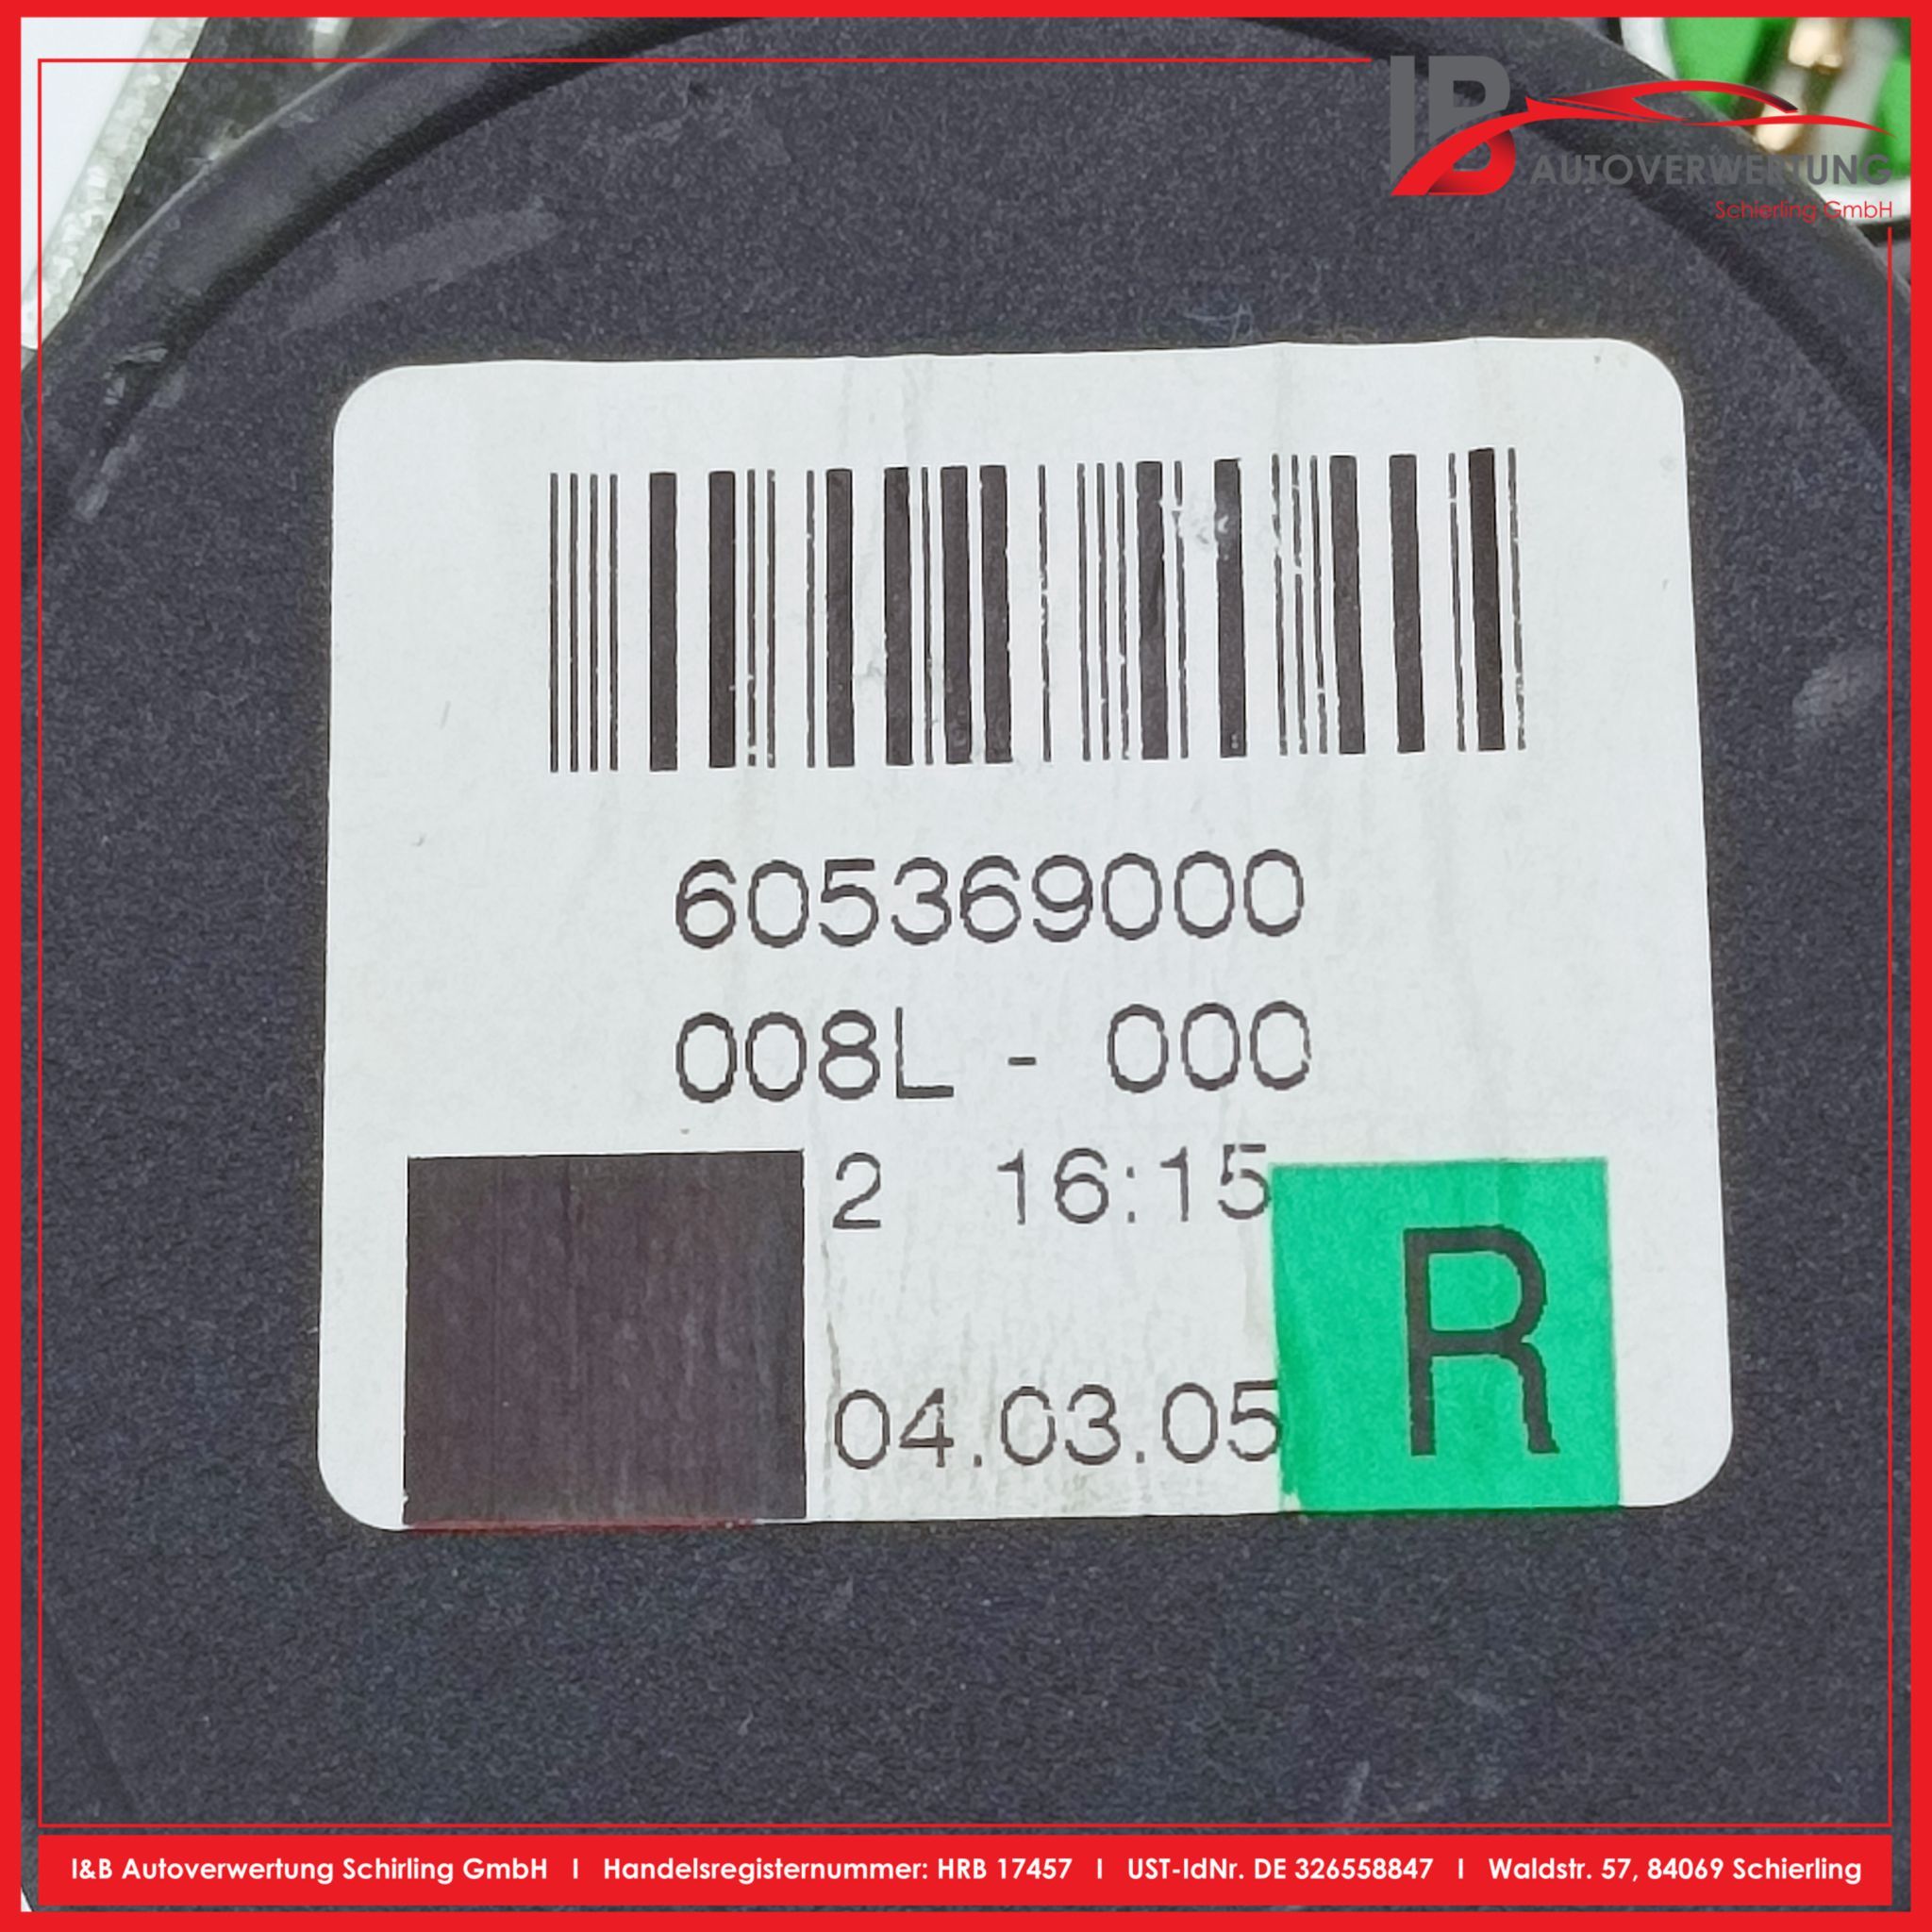 IB
AUTOVERWERTUNG
Schierling GmbH
605369000
008L - 000
2 16:15
04.03.05
R
I&B Autoverwertung Schirling GmbH I Handelsregisternummer: HRB 17457 I UST-IdNr. DE 326558847 I Waldstr. 57, 84069 Schierling